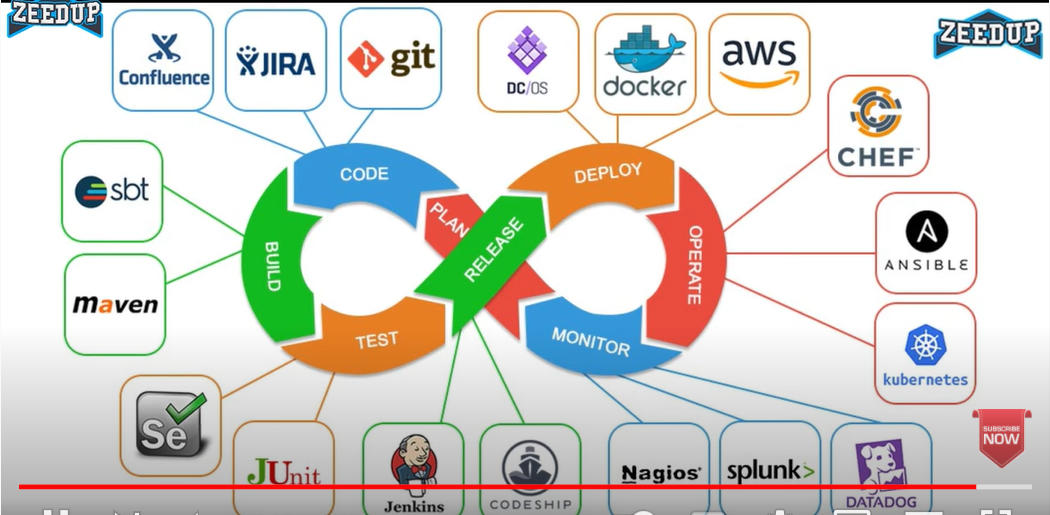 ZEEDUP
ZEEDUP
Confluence
JIRA
git
DC/OS
docker
aws
CHEF™
sbt
CODE
DEPLOY
PLAN
RELEASE
BUILD
OPERATE
ANSIBLE
maven
TEST
MONITOR
kubernetes
Se
JUnit
Jenkins
CODESHIP
Nagios®
splunk>
DATADOG
SUBSCRIBE
NOW